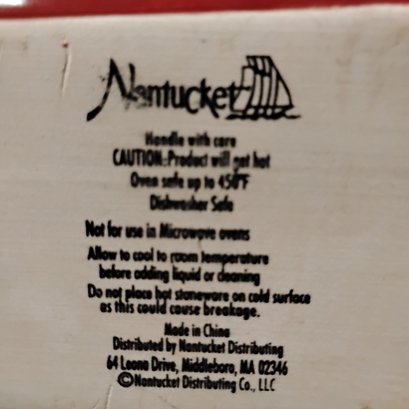 Nantucket
Handle with care
CAUTION: Product will get hot
Oven safe up to 450°F
Dishwasher Safe
Not for use in Microwave ovens
Allow to cool to room temperature
before adding liquid or cleaning
Do not place hot stoneware on cold surface
as this could cause breakage.
Made in China
Distributed by Nantucket Distributing
64 Leona Drive, Middleboro, MA 02346
©Nantucket Distributing Co., LLC